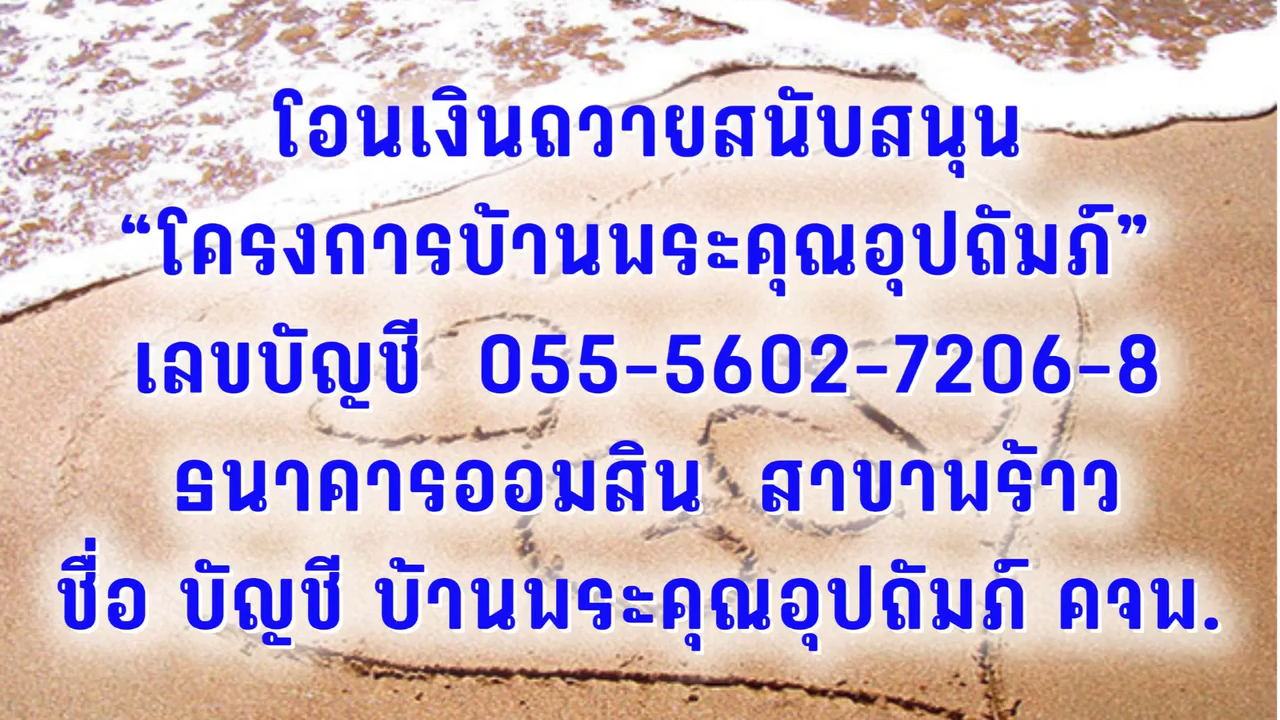 โอนเงินถวายสนับสนุน
“โครงการบ้านพระคุณอุปถัมภ์”
เลขบัญชี 055-5602-7206-8
ธนาคารออมสิน สาขาพร้าว
ชื่อ บัญชี บ้านพระคุณอุปถัมภ์ คจพ.